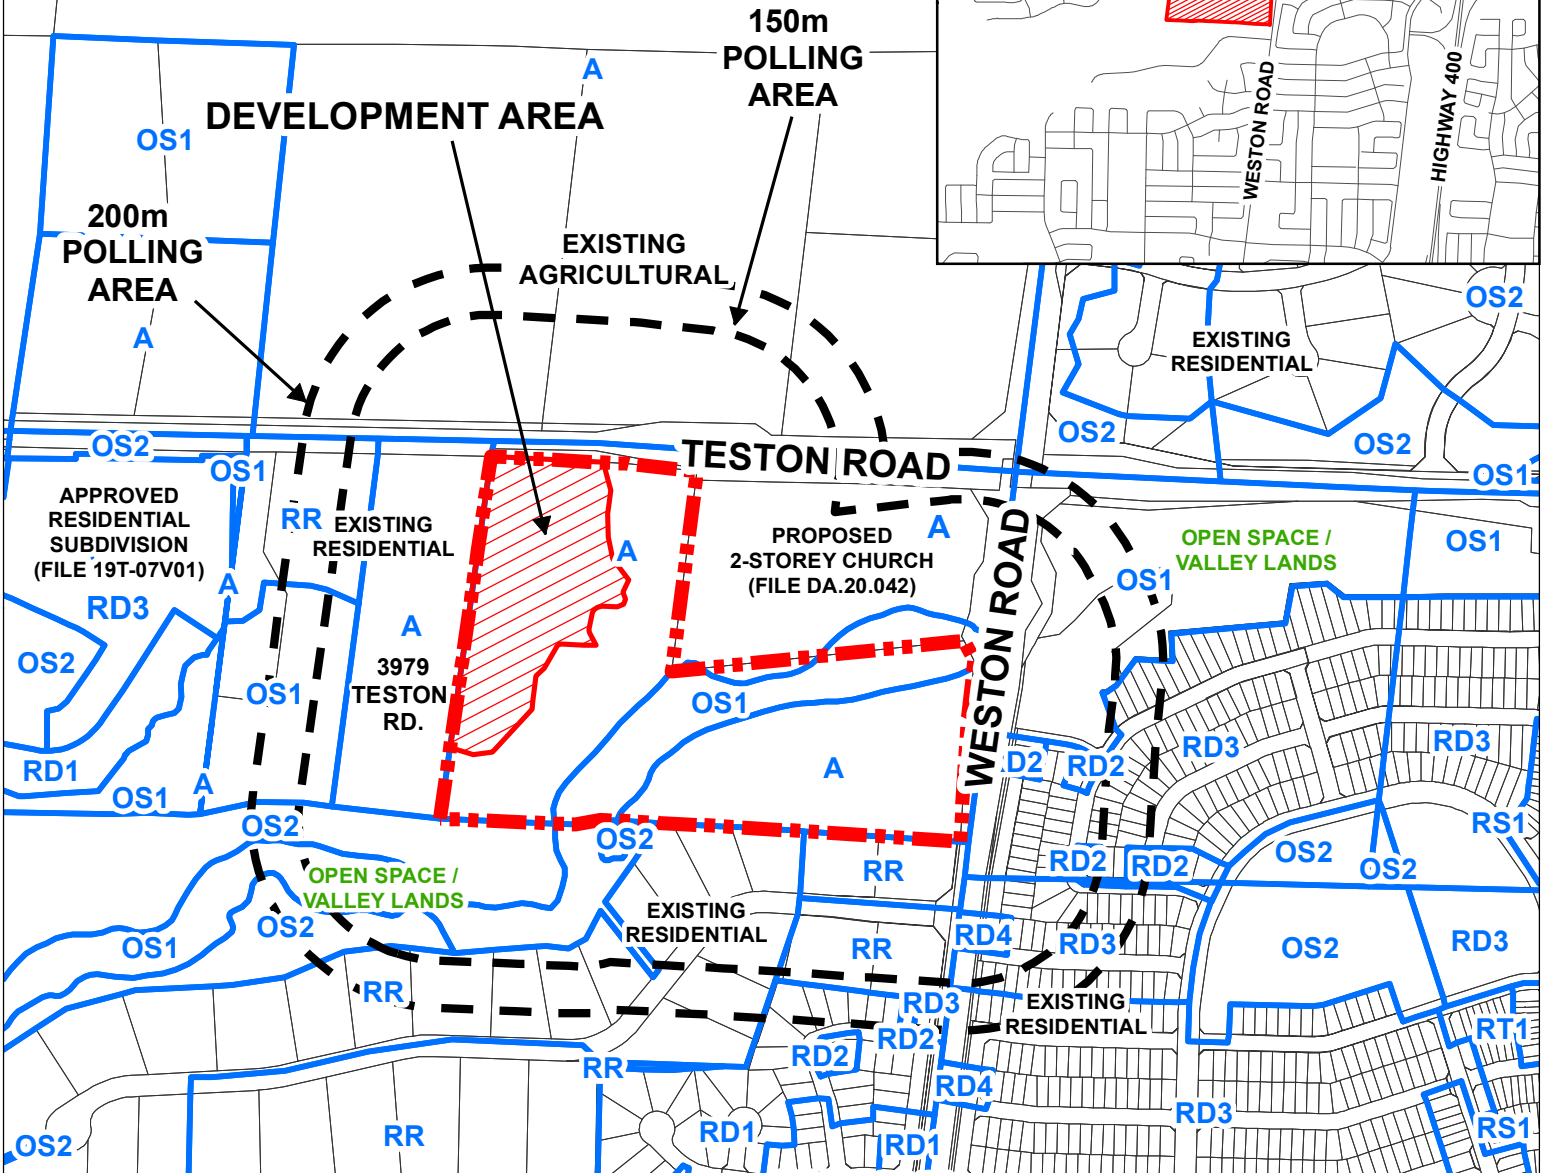 150m
POLLING
AREA
A
DEVELOPMENT AREA
OS1
WESTON ROAD
HIGHWAY 400
200m
POLLING
AREA
EXISTING
AGRICULTURAL
A
OS2
EXISTING
RESIDENTIAL
OS2
OS2
OS2
OS1
OS1
TESTON ROAD
APPROVED
RESIDENTIAL
SUBDIVISION
(FILE 19T-07V01)
RR
EXISTING
RESIDENTIAL
A
A
PROPOSED
2-STOREY CHURCH
(FILE DA.20.042)
WESTON ROAD
OPEN SPACE /
VALLEY LANDS
OS1
OS1
A
RD3
A
OS2
3979
TESTON
RD.
OS1
OS1
RD3
RD3
RD1
A
OS1
A
RD2
RD2
OS2
OS2
RS1
RR
RD2
RD2
OS2
OS2
OPEN SPACE /
VALLEY LANDS
OS2
EXISTING
RESIDENTIAL
OS1
RR
RD4
RD3
OS2
RD3
RR
RD3
EXISTING
RESIDENTIAL
RD2
RD2
RT1
RR
RD4
RD3
OS2
RR
RD1
RD1
RS1